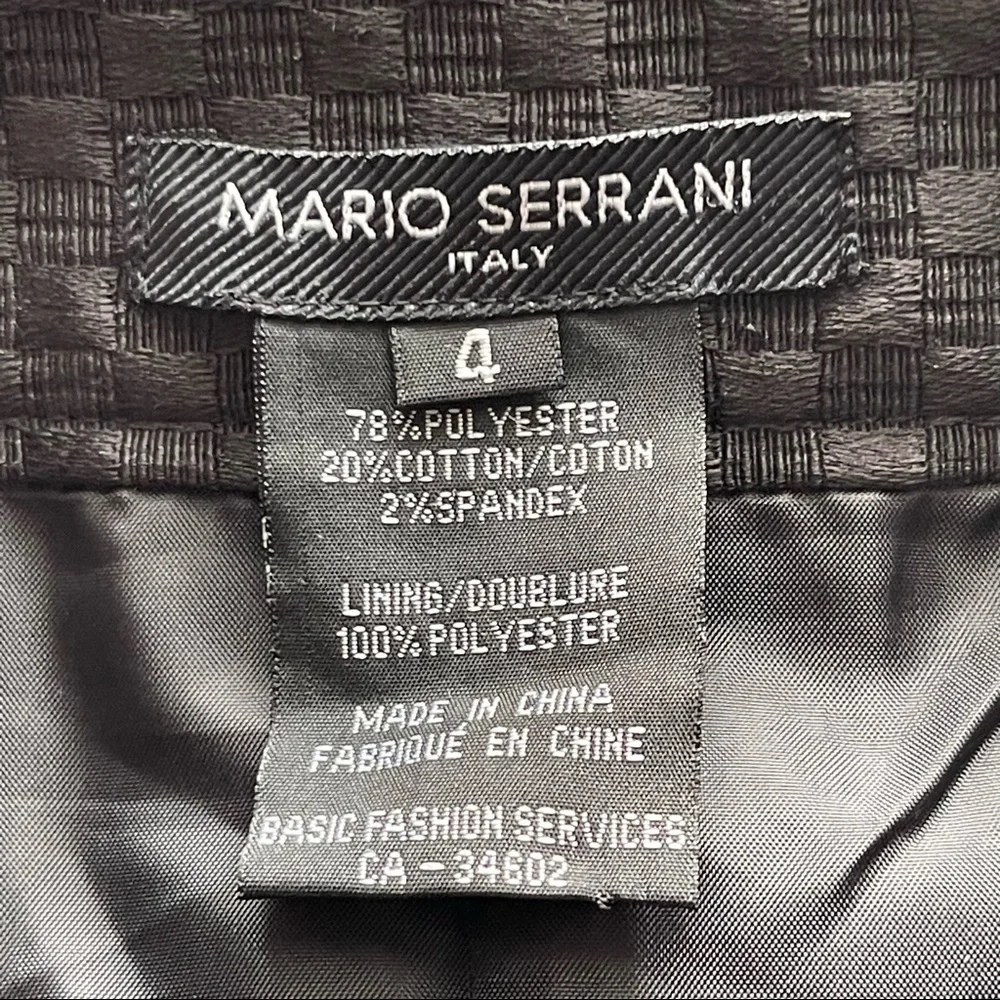 MARIO SERRANI
ITALY
4
78%POLYESTER
20%COTTON/COTON
2%SPANDEX
LINING/DOUBLURE
100%POLYESTER
MADE IN CHINA
FABRIQUÉ EN CHINE
BASIC FASHION SERVICES
CA-34602